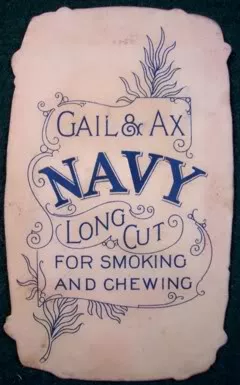 GAIL & AX
NAVY
LONG CUT
FOR SMOKING
AND CHEWING